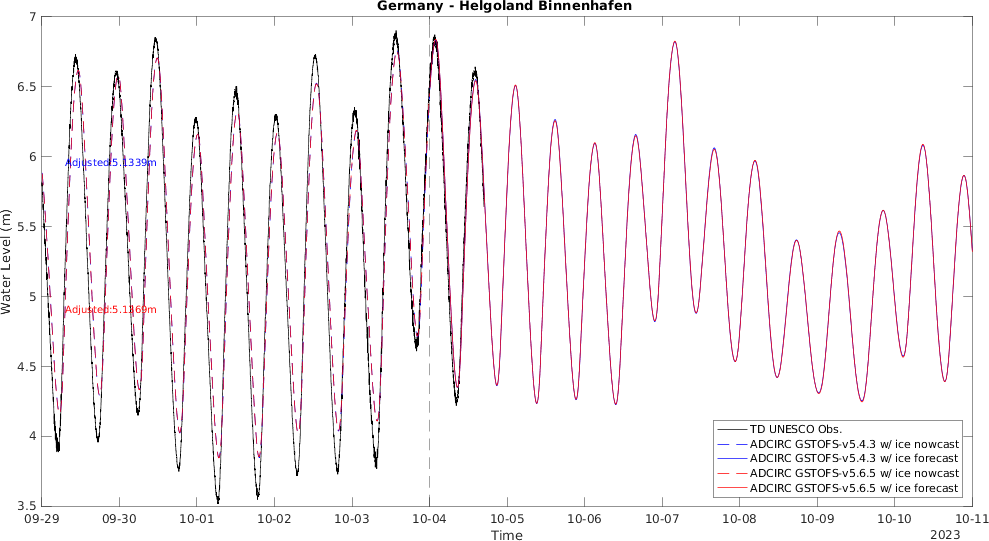 Germany - Helgoland Binnenhafen
7
6.5
6
5.5
5
4.5
4
3.5
Water Level (m)
Adjusted:5.1339m
Adjusted:5.1269m
TD UNESCO Obs.
ADCIRC GSTOFS-v5.4.3 w/ ice nowcast
ADCIRC GSTOFS-v5.4.3 w/ ice forecast
ADCIRC GSTOFS-v5.6.5 w/ ice nowcast
ADCIRC GSTOFS-v5.6.5 w/ ice forecast
09-29 09-30 10-01 10-02 10-03 10-04 10-05 10-06 10-07 10-08 10-09 10-10 10-11
Time
2023